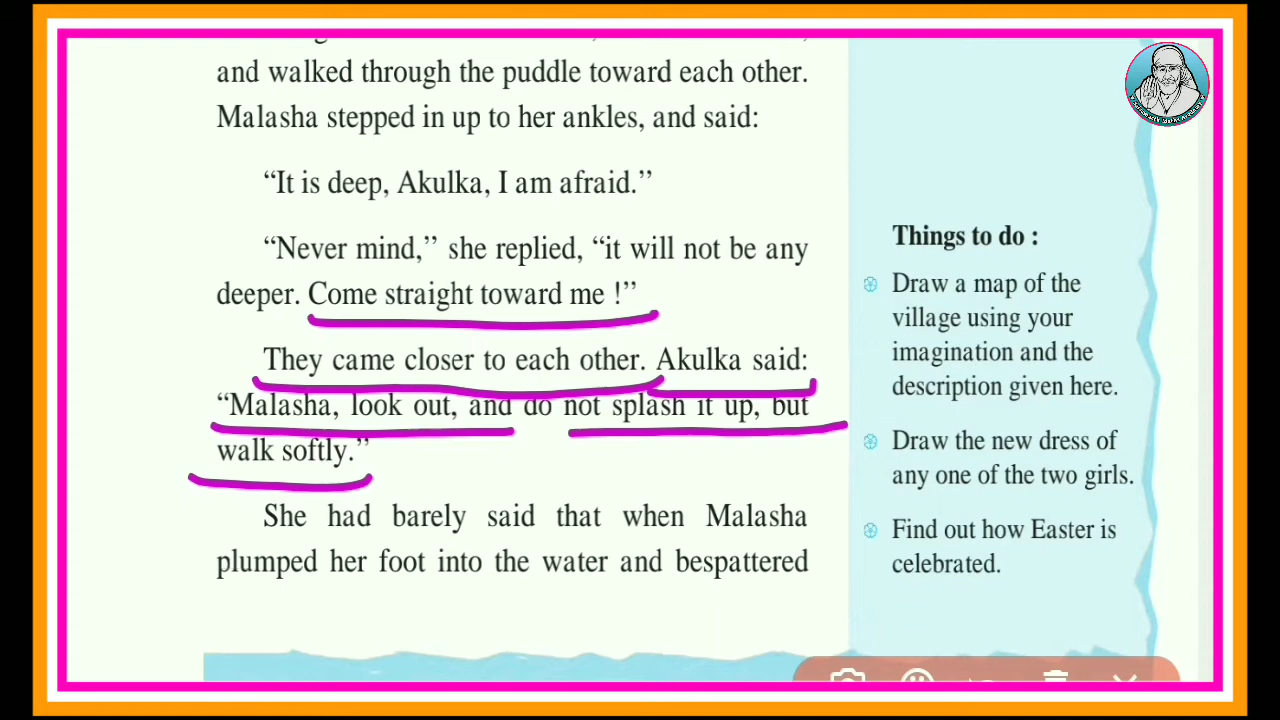 and walked through the puddle toward each other.
Malasha stepped in up to her ankles, and said:
“It is deep, Akulka, I am afraid.’’
“Never mind,’’ she replied, “it will not be any
deeper. Come straight toward me !’’
They came closer to each other. Akulka said:
“Malasha, look out, and do not splash it up, but
walk softly.’’
She had barely said that when Malasha
plumped her foot into the water and bespattered
Things to do :
Draw a map of the
village using your
imagination and the
description given here.
Draw the new dress of
any one of the two girls.
Find out how Easter is
celebrated.